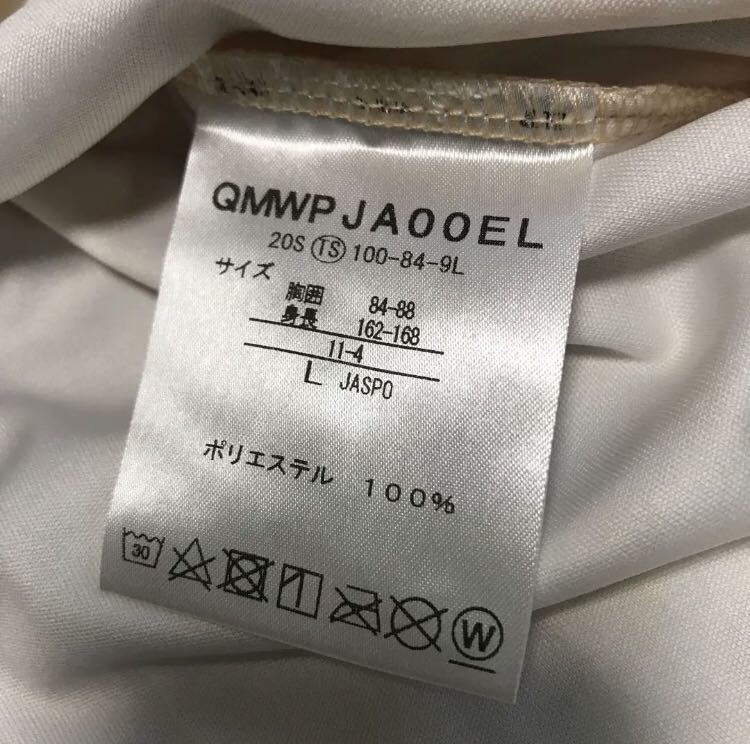 QMWPJA00EL
20S TS 100-84-9L
サイズ
胸囲 84-88
身長 162-168
11-4
L JASPO
ポリエステル 100%
30
W